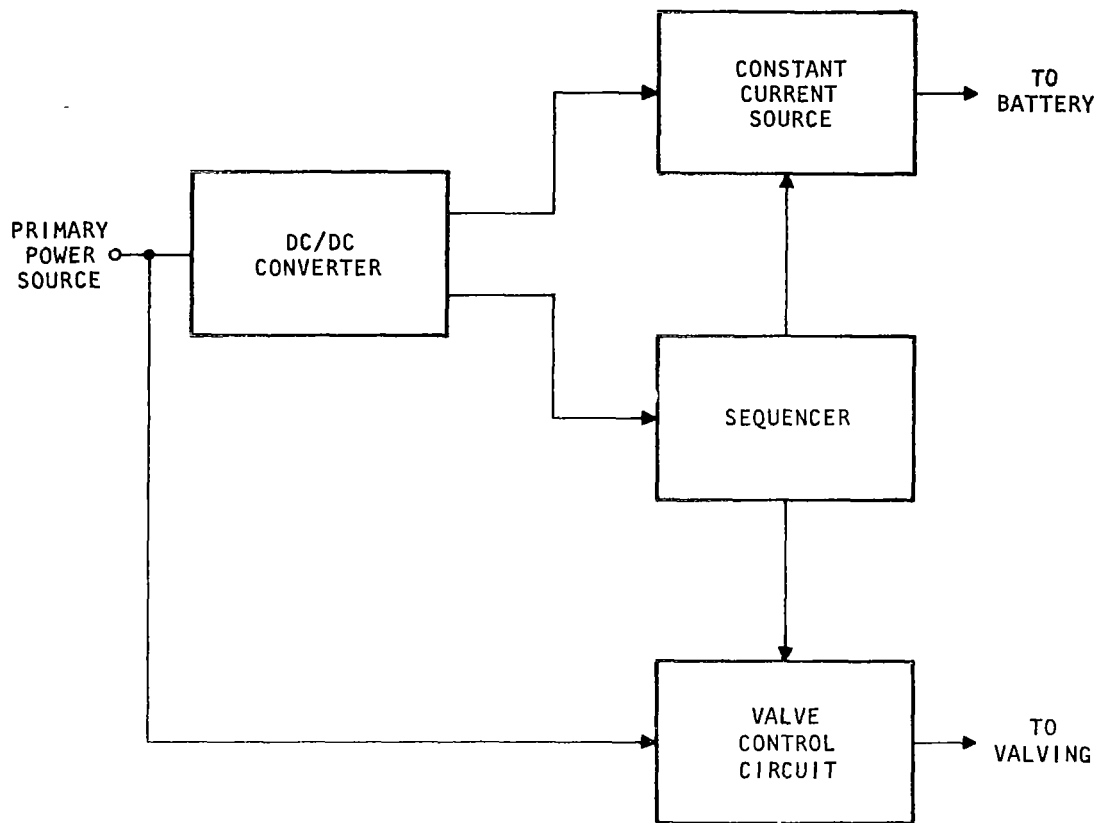 CONSTANT
CURRENT
SOURCE
TO
BATTERY
PRIMARY
POWER
SOURCE
DC/DC
CONVERTER
SEQUENCER
VALVE
CONTROL
CIRCUIT
TO
VALVING